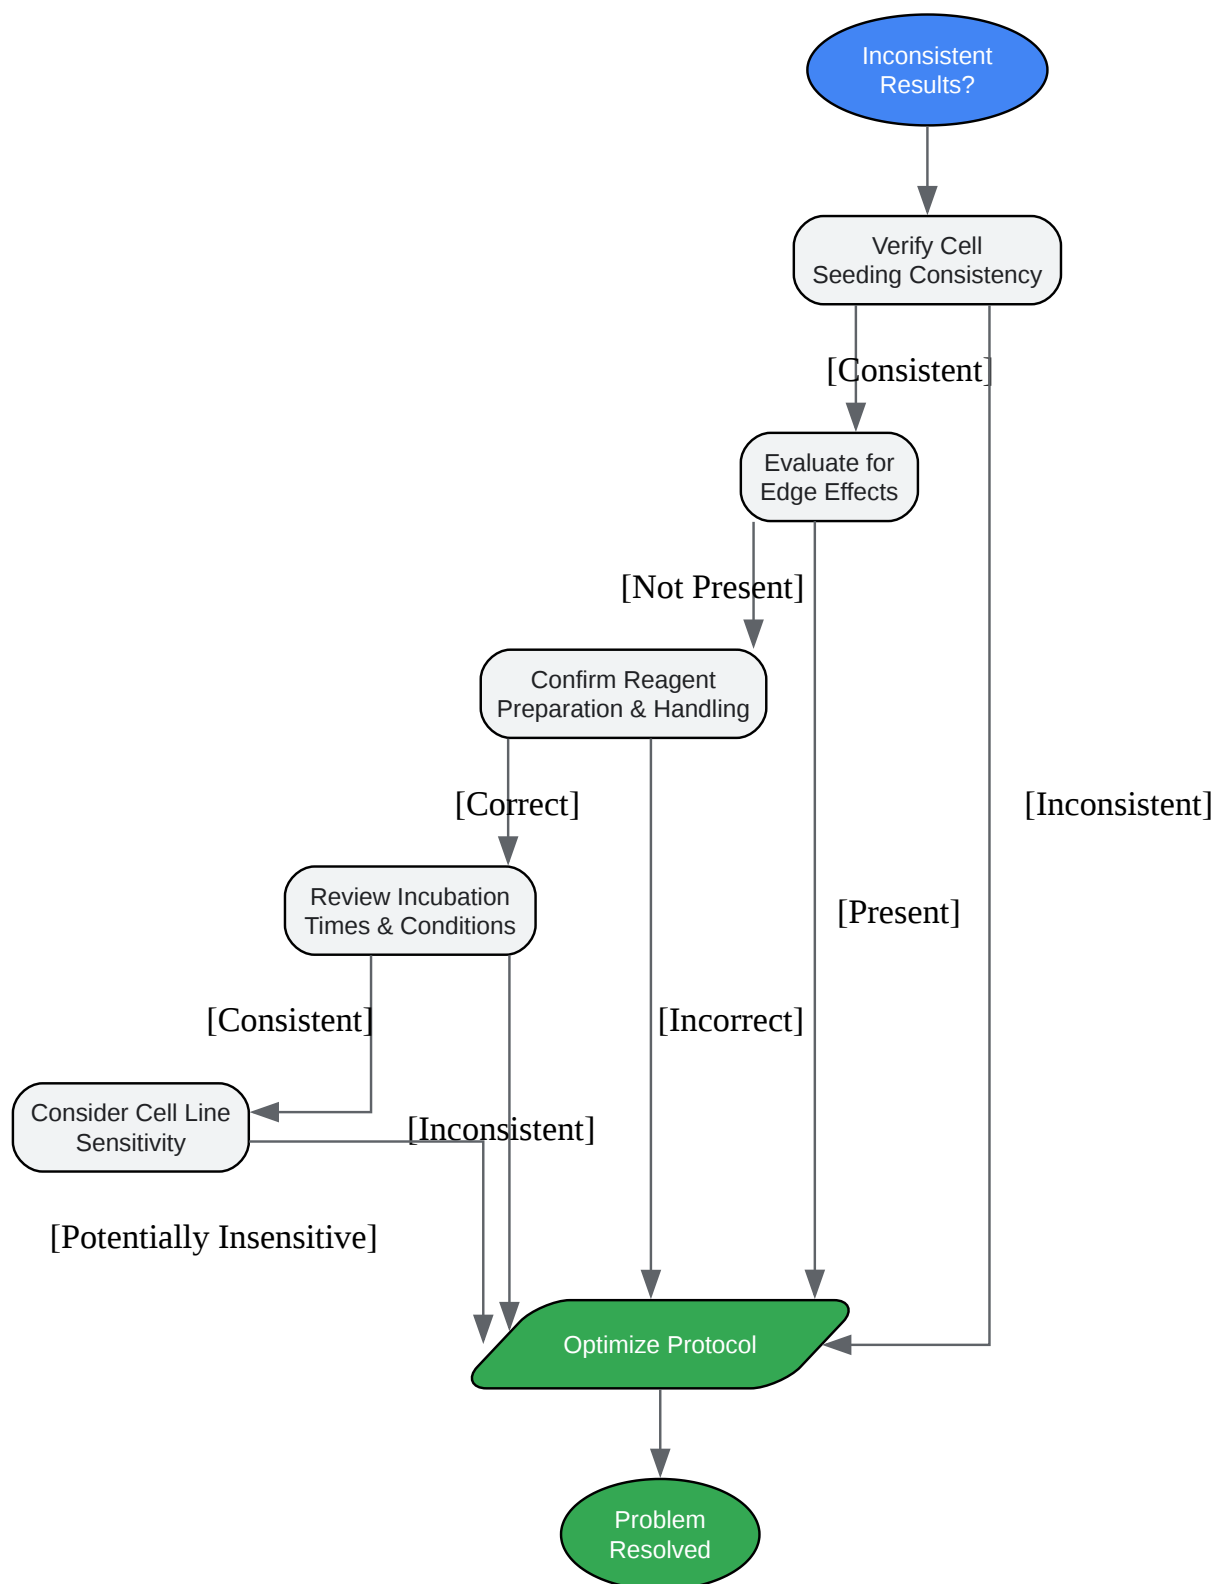 Inconsistent
Results?
Verify Cell
Seeding Consistency
[Consistent]
Evaluate for
Edge Effects
[Not Present]
Confirm Reagent
Preparation & Handling
[Correct]
[Inconsistent]
Review Incubation
Times & Conditions
[Present]
[Consistent]
[Incorrect]
Consider Cell Line
Sensitivity
[Inconsistent]
[Potentially Insensitive]
Optimize Protocol
Problem
Resolved